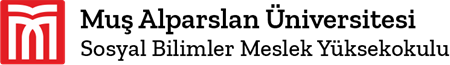 Muş Alparslan Üniversitesi
Sosyal Bilimler Meslek Yüksekokulu